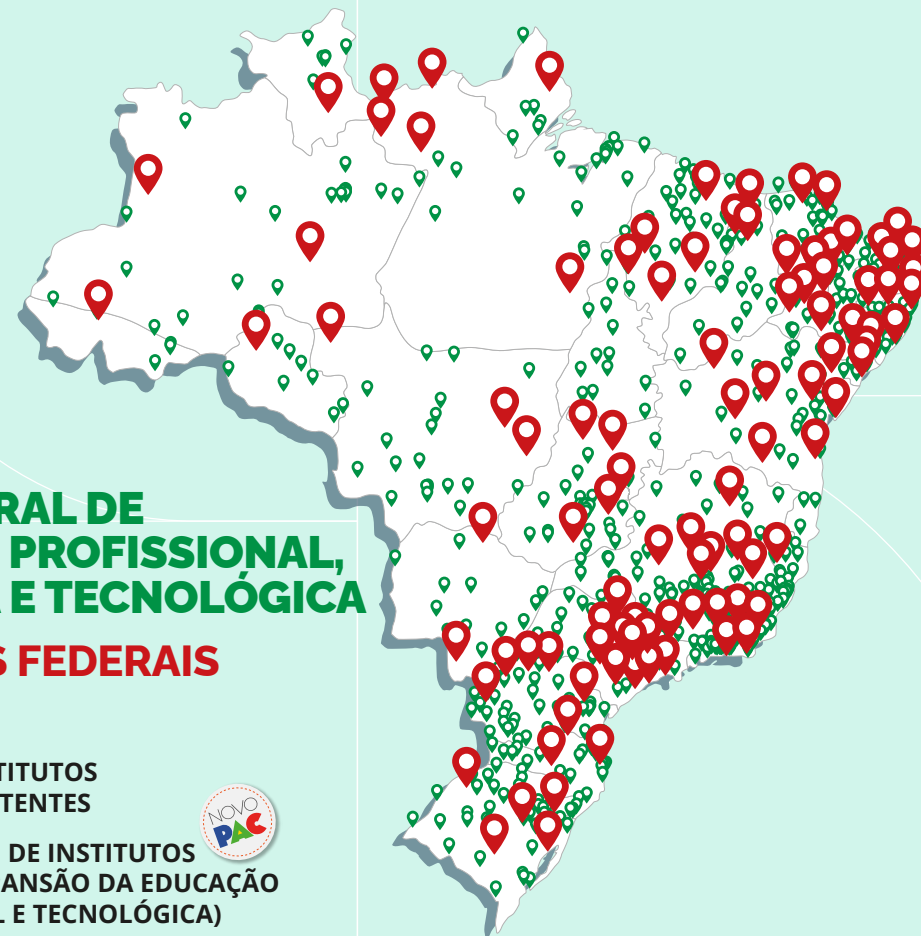 RAL DE
PROFISSIONAL,
E TECNOLÓGICA
S FEDERAIS
TITUTOS
TENTES
NOVO
PAC
DE INSTITUTOS
ANSÃO DA EDUCAÇÃO
L E TECNOLÓGICA)